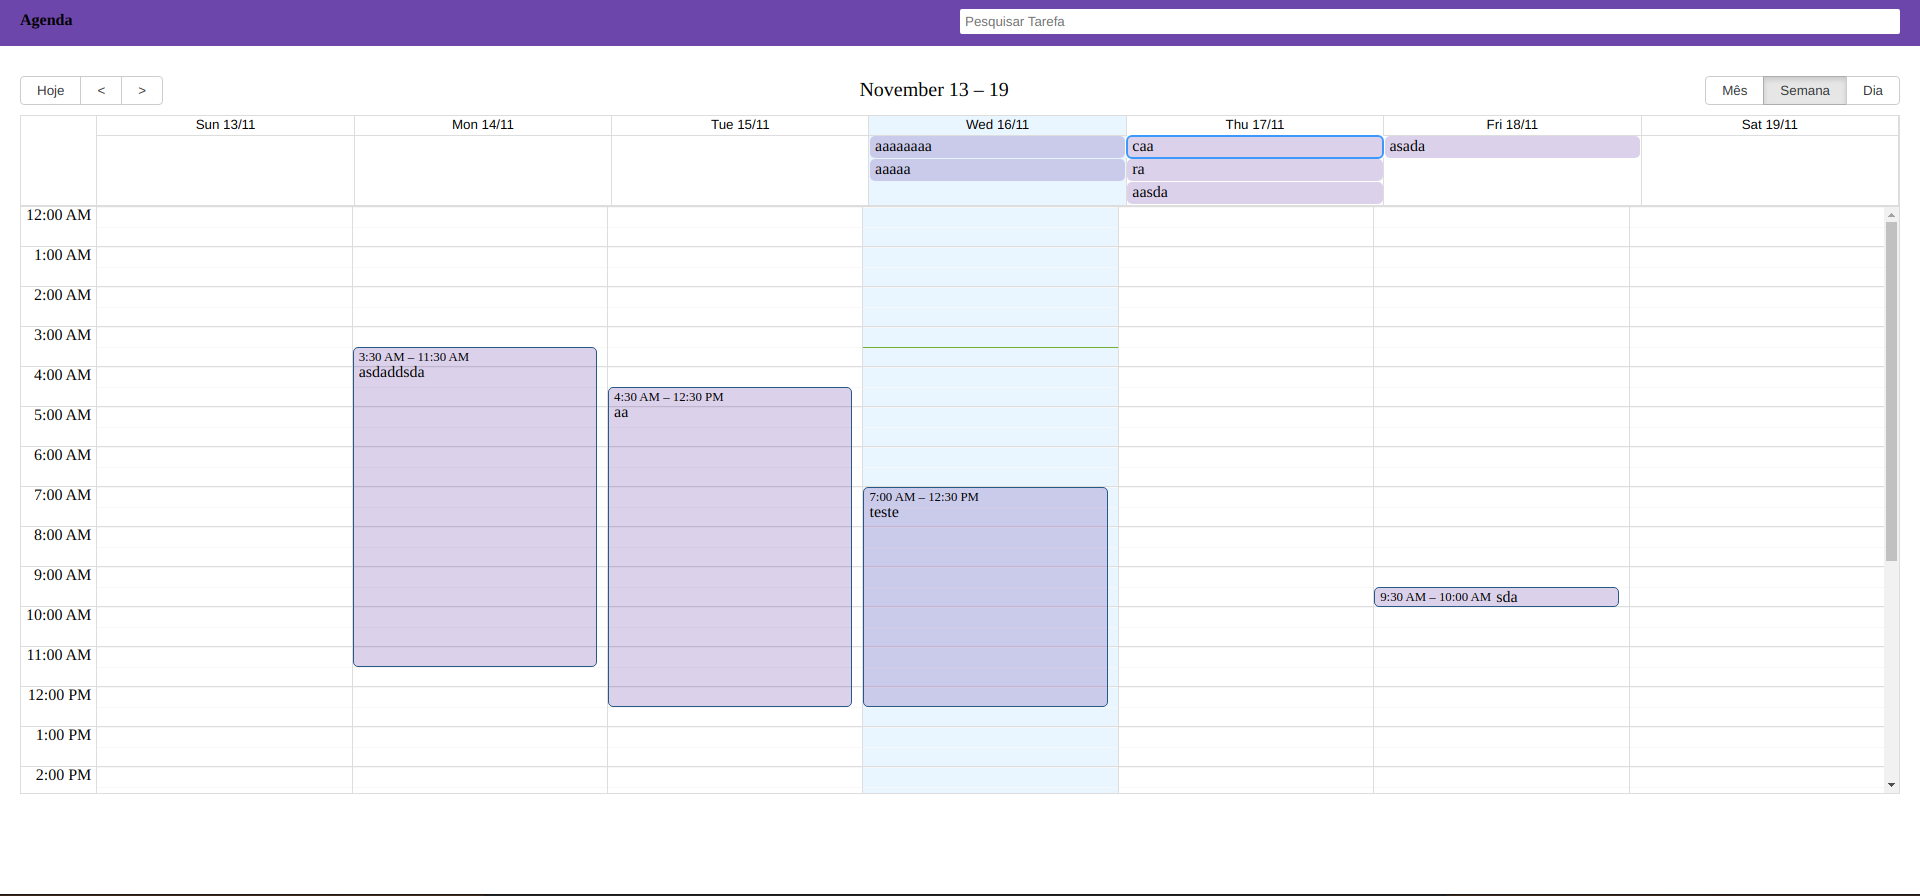 Agenda
Pesquisar Tarefa
Hoje < >
November 13 – 19
Mês Semana Dia
Sun 13/11 Mon 14/11 Tue 15/11 Wed 16/11 Thu 17/11 Fri 18/11 Sat 19/11
aaaaaaaa caa asada
aaaaa ra
aasda
12:00 AM
1:00 AM
2:00 AM
3:00 AM
3:30 AM – 11:30 AM
asdaddsda
4:00 AM
4:30 AM – 12:30 PM
aa
5:00 AM
6:00 AM
7:00 AM
7:00 AM – 12:30 PM
teste
8:00 AM
9:00 AM
9:30 AM – 10:00 AM sda
10:00 AM
11:00 AM
12:00 PM
1:00 PM
2:00 PM